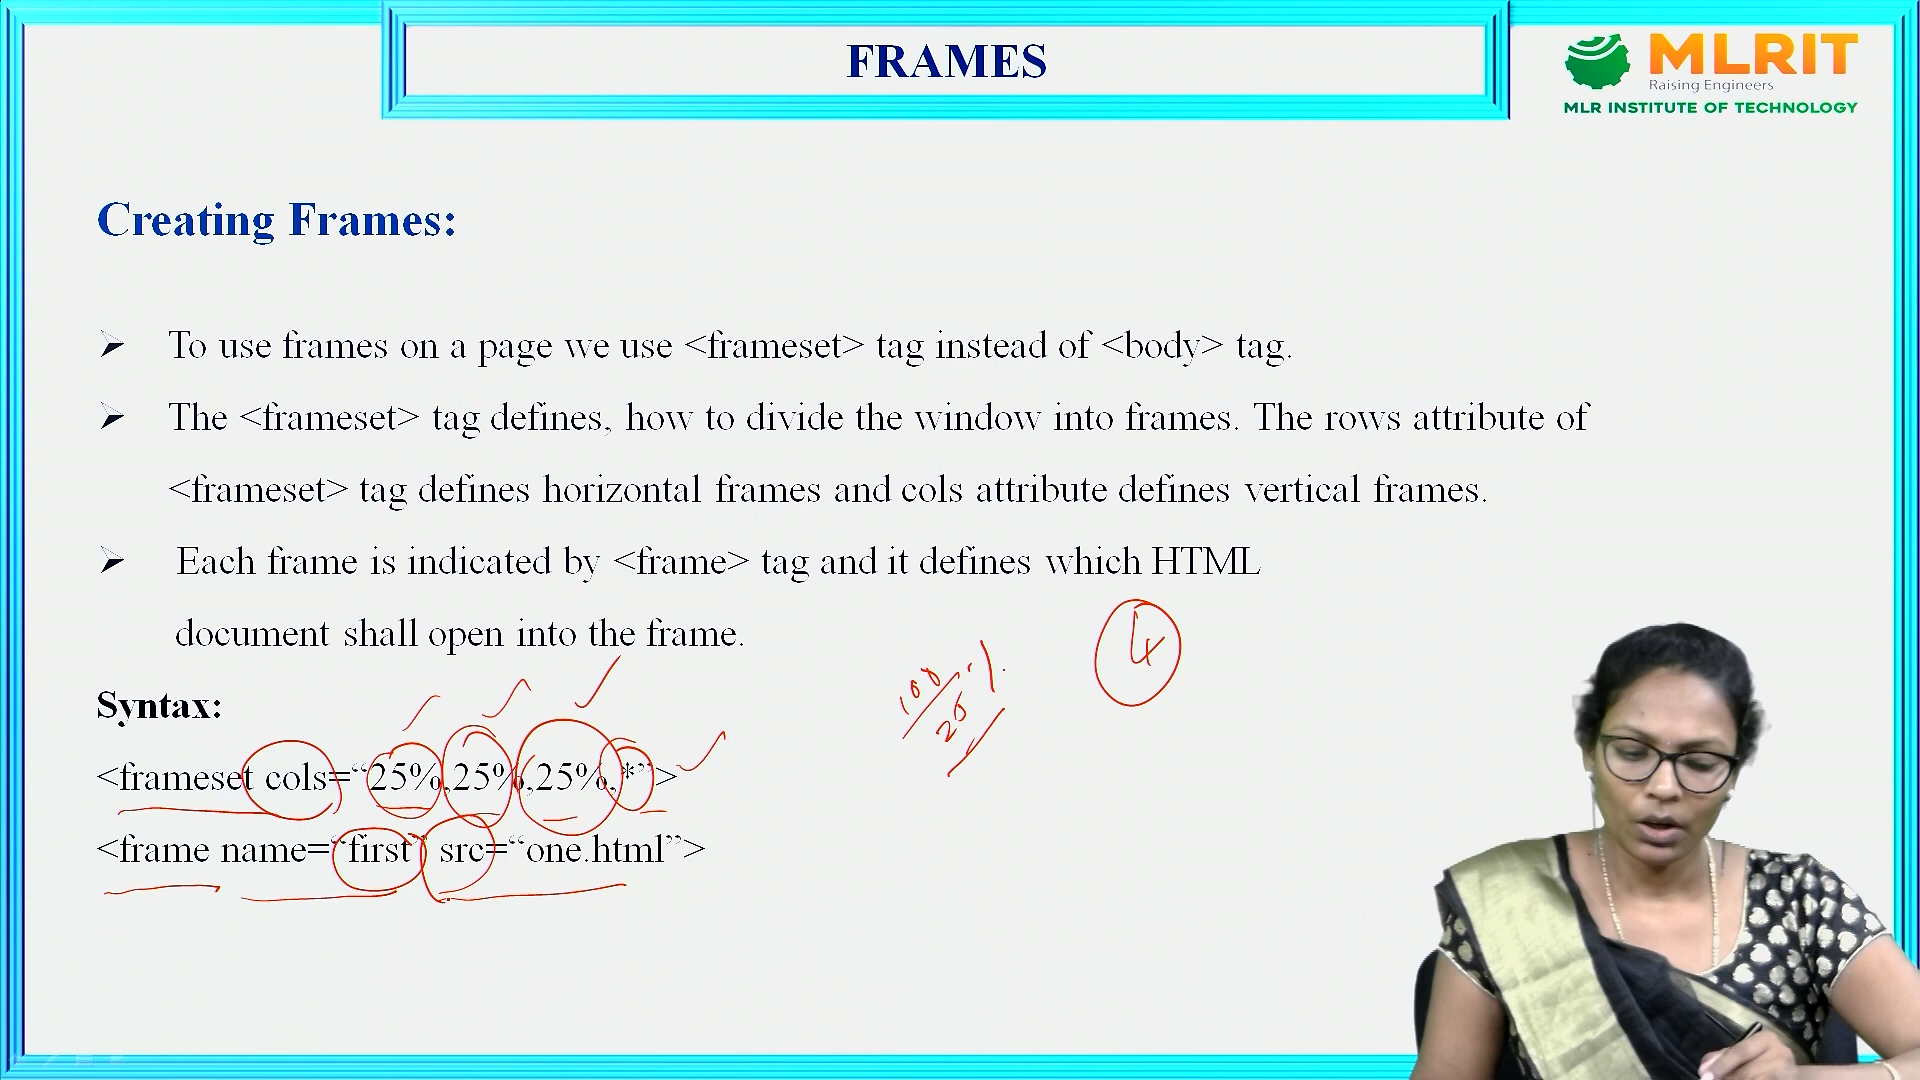 FRAMES
MLRIT
Raising Engineers
MLR INSTITUTE OF TECHNOLOGY
Creating Frames:
➤ To use frames on a page we use <frameset> tag instead of <body> tag.
➤ The <frameset> tag defines, how to divide the window into frames. The rows attribute of
<frameset> tag defines horizontal frames and cols attribute defines vertical frames.
➤ Each frame is indicated by <frame> tag and it defines which HTML
document shall open into the frame.
4
Syntax:
<frameset cols=“25%,25%,25%,*”>
<frame name=“first” src=“one.html”>